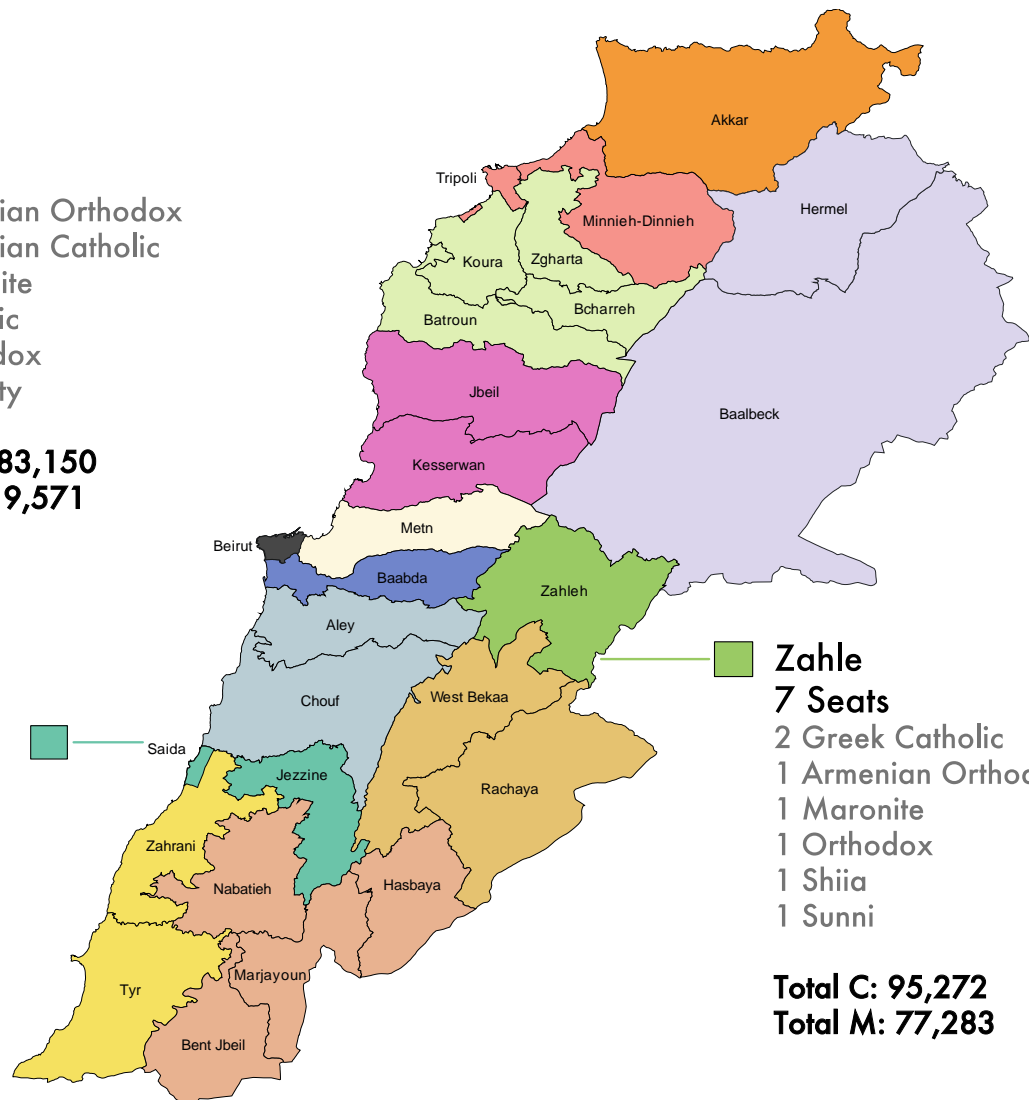 Akkar
Tripoli
Hermel
Minnieh-Dinnieh
Koura
Zgharta
Bcharreh
Batroun
Jbeil
Baalbeck
Kesserwan
Metn
Beirut
Baabda
Zahleh
Aley
West Bekaa
Chouf
Saida
Jezzine
Rachaya
Zahrani
Nabatieh
Hasbaya
Marjayoun
Tyr
Bent Jbeil
ian Orthodox
ian Catholic
ite
ic
dox
ty
83,150
9,571
Zahle
7 Seats
2 Greek Catholic
1 Armenian Orthod
1 Maronite
1 Orthodox
1 Shiia
1 Sunni
Total C: 95,272
Total M: 77,283